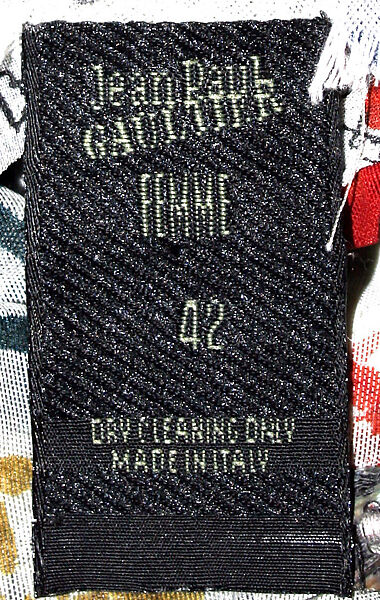 Jean Paul
GAULTIER
FEMME
42
DRY CLEANING ONLY
MADE IN ITALY